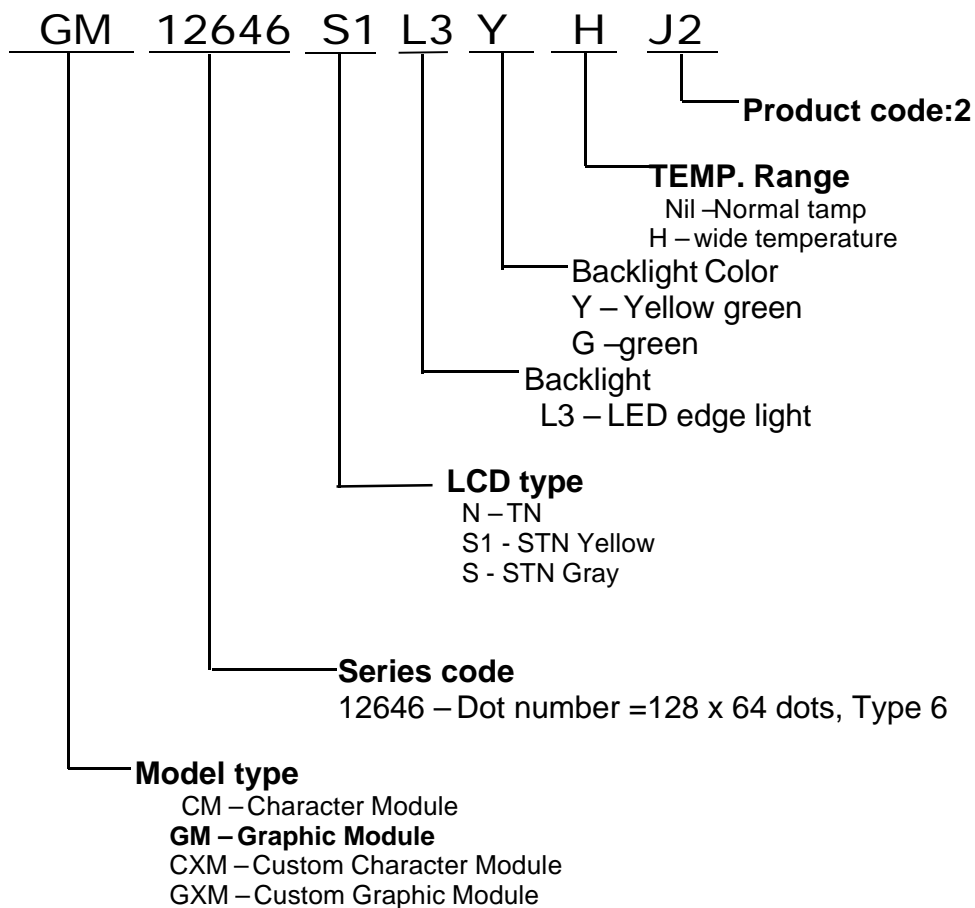 GM 12646 S1 L3 Y H J2
Product code:2
TEMP. Range
Nil –Normal tamp
H – wide temperature
Backlight Color
Y – Yellow green
G –green
Backlight
L3 – LED edge light
LCD type
N – TN
S1 - STN Yellow
S - STN Gray
Series code
12646 – Dot number =128 x 64 dots, Type 6
Model type
CM – Character Module
GM – Graphic Module
CXM – Custom Character Module
GXM – Custom Graphic Module